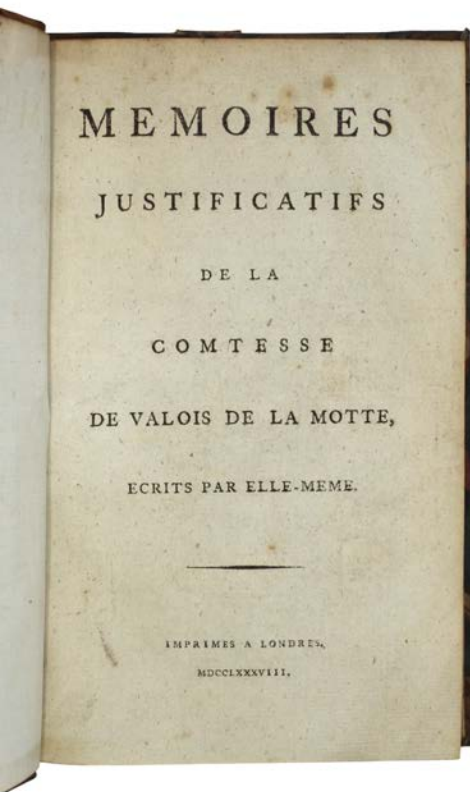 MEMOIRES
JUSTIFICATIFS
DE LA
COMTESSE
DE VALOIS DE LA MOTTE,
ECRITS PAR ELLE-MEME.
IMPRIMES A LONDRES,
MDCCLXXXVIII.